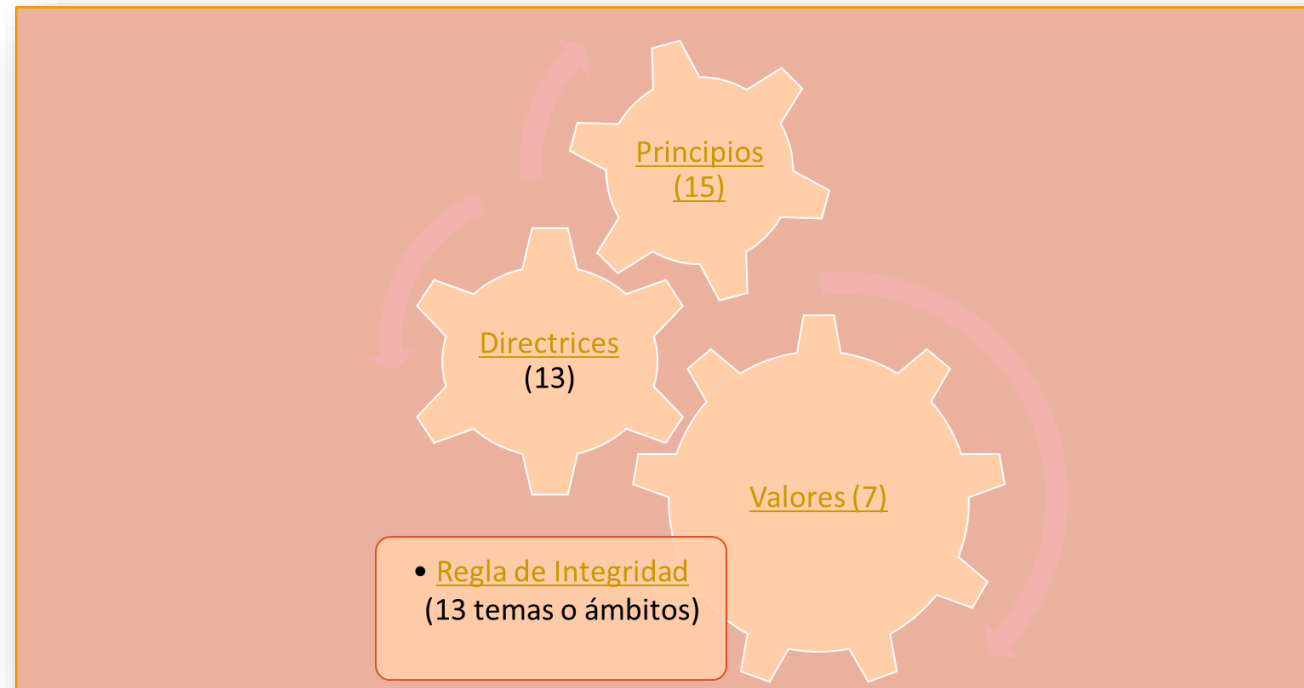 Principios
(15)
Directrices
(13)
Valores (7)
• Regla de Integridad
(13 temas o ámbitos)